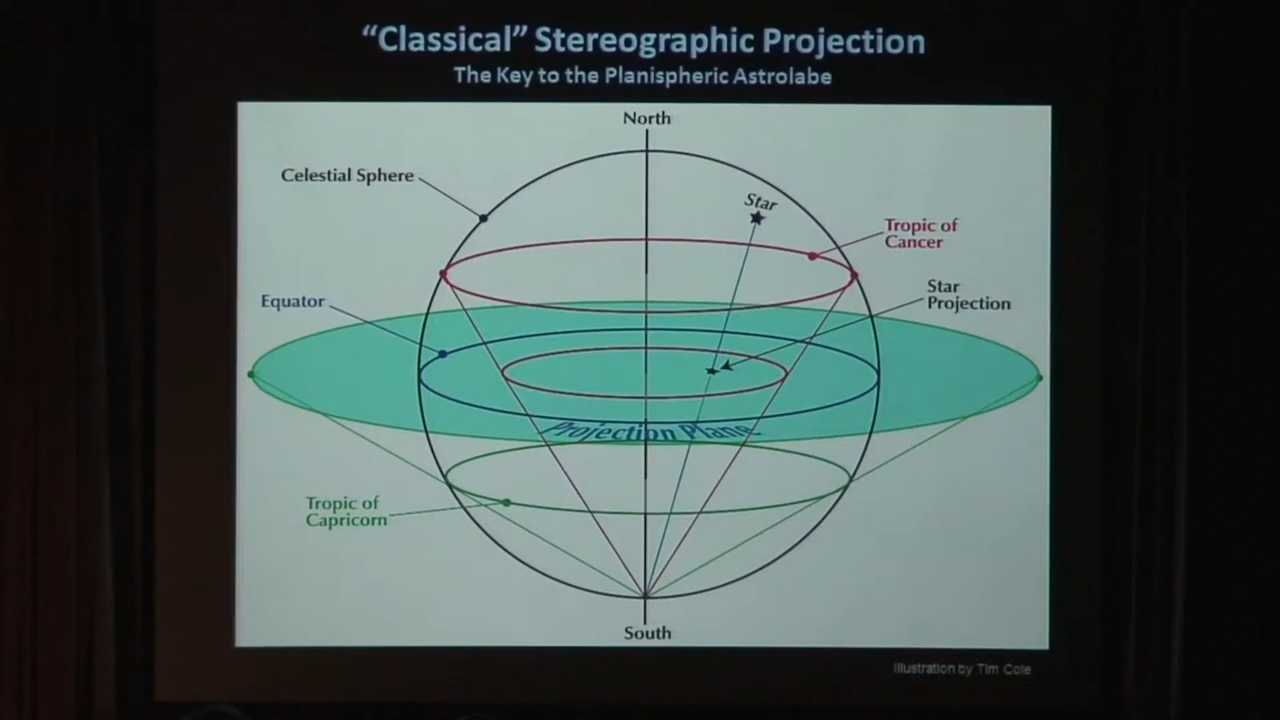 “Classical” Stereographic Projection
The Key to the Planispheric Astrolabe
North
Celestial Sphere
Star
Tropic of
Cancer
Equator
Star
Projection
Projection Plane
Tropic of
Capricorn
South
Illustration by Tim Cole